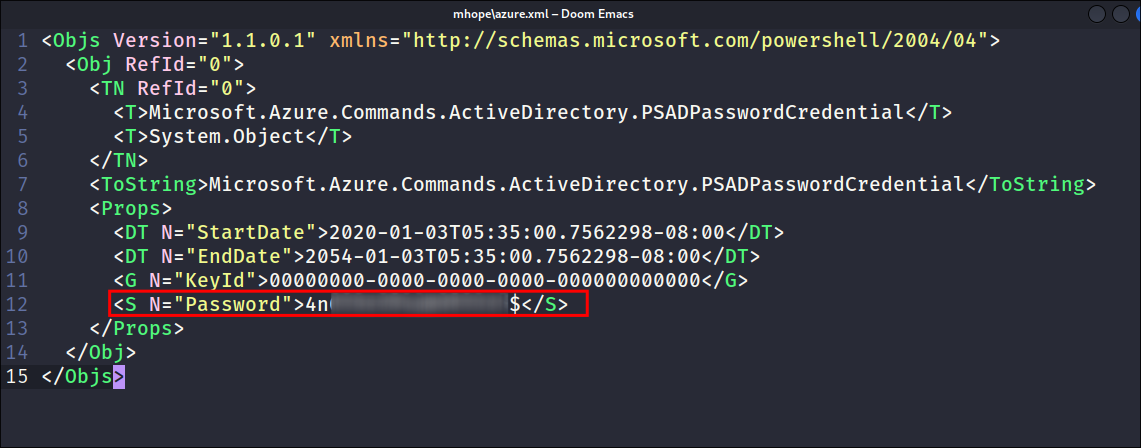 mhope\azure.xml – Doom Emacs
1 <Objs Version="1.1.0.1" xmlns="http://schemas.microsoft.com/powershell/2004/04">
2 <Obj RefId="0">
3 <TN RefId="0">
4 <T>Microsoft.Azure.Commands.ActiveDirectory.PSADPasswordCredential</T>
5 <T>System.Object</T>
6 </TN>
7 <ToString>Microsoft.Azure.Commands.ActiveDirectory.PSADPasswordCredential</ToString>
8 <Props>
9 <DT N="StartDate">2020-01-03T05:35:00.7562298-08:00</DT>
10 <DT N="EndDate">2054-01-03T05:35:00.7562298-08:00</DT>
11 <G N="KeyId">00000000-0000-0000-0000-000000000000</G>
12 <S N="Password">4n $</S>
13 </Props>
14 </Obj>
15 </Objs>